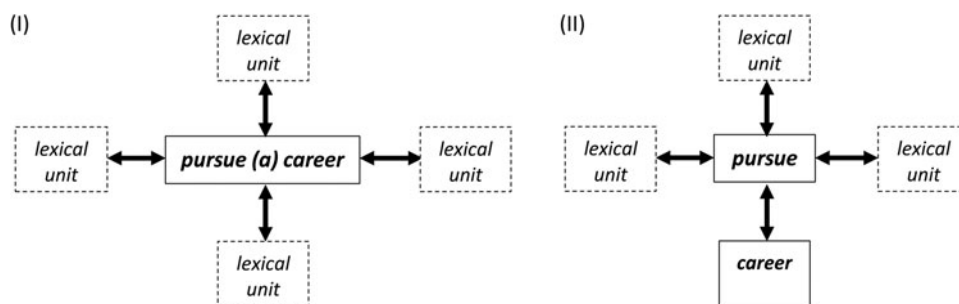 (I)
lexical
unit
lexical
unit
pursue (a) career
lexical
unit
lexical
unit
(II)
lexical
unit
lexical
unit
pursue
lexical
unit
career